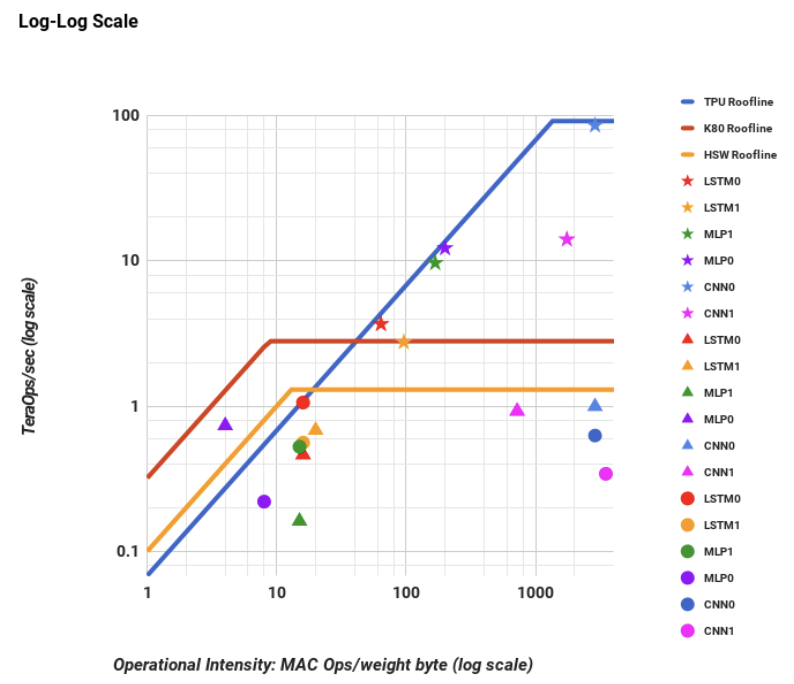 Log-Log Scale
TeraOps/sec (log scale)
100
10
1
0.1
1
10
100
1000
Operational Intensity: MAC Ops/weight byte (log scale)
TPU Roofline
K80 Roofline
HSW Roofline
LSTM0
LSTM1
MLP1
MLP0
CNN0
CNN1
LSTM0
LSTM1
MLP1
MLP0
CNN0
CNN1
LSTM0
LSTM1
MLP1
MLP0
CNN0
CNN1